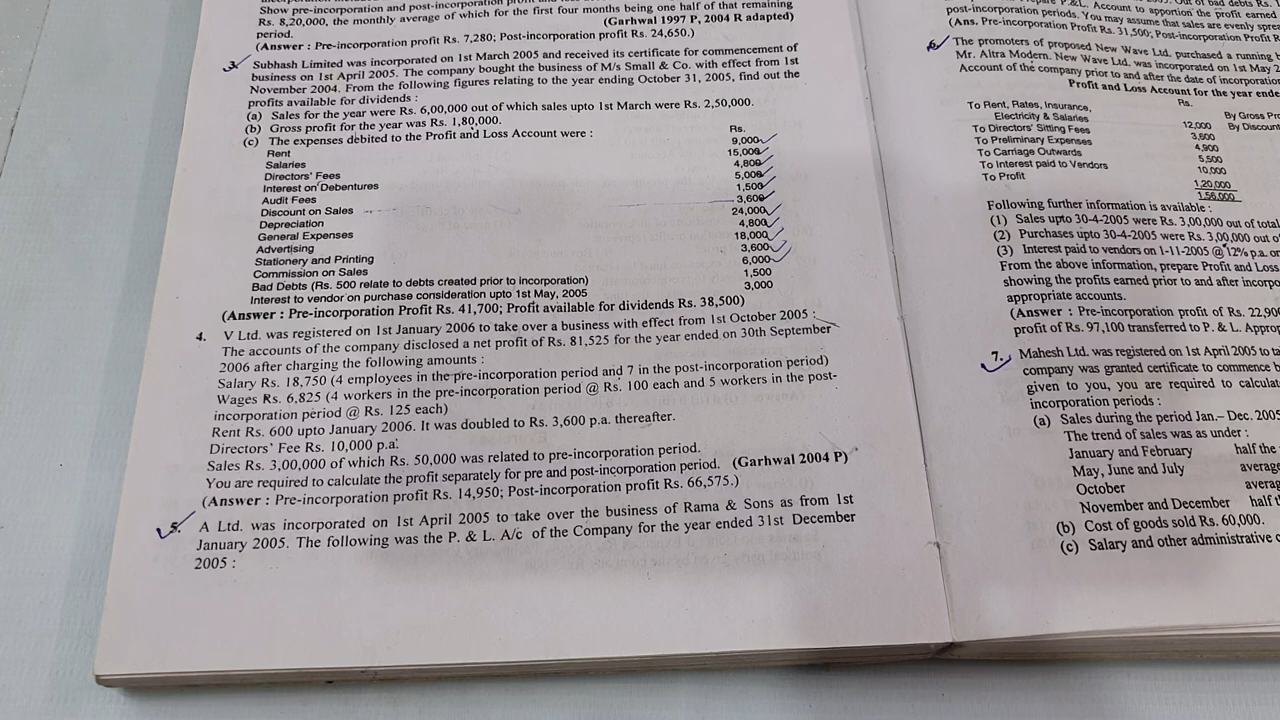 Show pre-incorporation and post-incorporation
Rs. 8,20,000, the monthly average of which for the first four months being one half of that remaining
period.
(Garhwal 1997 P, 2004 R adapted)
(Answer : Pre-incorporation profit Rs. 7,280; Post-incorporation profit Rs. 24,650.)
3. Subhash Limited was incorporated on 1st March 2005 and received its certificate for commencement of
business on 1st April 2005. The company bought the business of M/s Small & Co. with effect from 1st
November 2004. From the following figures relating to the year ending October 31, 2005, find out the
profits available for dividends :
(a) Sales for the year were Rs. 6,00,000 out of which sales upto 1st March were Rs. 2,50,000.
(b) Gross profit for the year was Rs. 1,80,000.
(c) The expenses debited to the Profit and Loss Account were :
Rs.
Rent 9,000
Salaries 15,000
Directors' Fees 4,800
Interest on Debentures 5,000
Audit Fees 1,500
Discount on Sales 3,600
Depreciation 24,000
General Expenses 4,800
Advertising 18,000
Stationery and Printing 3,600
Commission on Sales 6,000
Bad Debts (Rs. 500 relate to debts created prior to incorporation) 1,500
Interest to vendor on purchase consideration upto 1st May, 2005 3,000
(Answer : Pre-incorporation Profit Rs. 41,700; Profit available for dividends Rs. 38,500)
4. V Ltd. was registered on 1st January 2006 to take over a business with effect from 1st October 2005 :
The accounts of the company disclosed a net profit of Rs. 81,525 for the year ended on 30th September
2006 after charging the following amounts :
Salary Rs. 18,750 (4 employees in the pre-incorporation period and 7 in the post-incorporation period)
Wages Rs. 6,825 (4 workers in the pre-incorporation period @ Rs. 100 each and 5 workers in the post-
incorporation period @ Rs. 125 each)
Rent Rs. 600 upto January 2006. It was doubled to Rs. 3,600 p.a. thereafter.
Directors' Fee Rs. 10,000 p.a.
Sales Rs. 3,00,000 of which Rs. 50,000 was related to pre-incorporation period.
You are required to calculate the profit separately for pre and post-incorporation period. (Garhwal 2004 P)
(Answer : Pre-incorporation profit Rs. 14,950; Post-incorporation profit Rs. 66,575.)
5. A Ltd. was incorporated on 1st April 2005 to take over the business of Rama & Sons as from 1st
January 2005. The following was the P. & L. A/c of the Company for the year ended 31st December
2005 :
Out of bad debts Rs.
P.&L. Account to apportion the profit earned
post-incorporation periods. You may assume that sales are evenly
(Ans. Pre-incorporation Profit Rs. 31,500; Post-incorporation Profit
6. The promoters of proposed New Wave Ltd. purchased a running
Mr. Altra Modern. New Wave Ltd. was incorporated on 1st May
Account of the company prior to and after the date of
Profit and Loss Account for the year
Rs.
To Rent, Rates, Insurance,
Electricity & Salaries 12,000 By Gross
To Directors' Sitting Fees 3,600 By
To Preliminary Expenses 4,900
To Carriage Outwards 5,500
To Interest paid to Vendors 10,000
To Profit 1,20,000
1,56,000
Following further information is available :
(1) Sales upto 30-4-2005 were Rs. 3,00,000 out of total
(2) Purchases upto 30-4-2005 were Rs. 3,00,000 out
(3) Interest paid to vendors on 1-11-2005 @ 12% p.a.
From the above information, prepare Profit and Loss
showing the profits earned prior to and after
appropriate accounts.
(Answer : Pre-incorporation profit of Rs.
profit of Rs. 97,100 transferred to P. & L.
7. Mahesh Ltd. was registered on 1st April 2005 to
company was granted certificate to commence
given to you, you are required to
incorporation periods :
(a) Sales during the period Jan.– Dec. 2005
The trend of sales was as under :
January and February half the
May, June and July
October
November and December half
(b) Cost of goods sold Rs. 60,000.
(c) Salary and other administrative